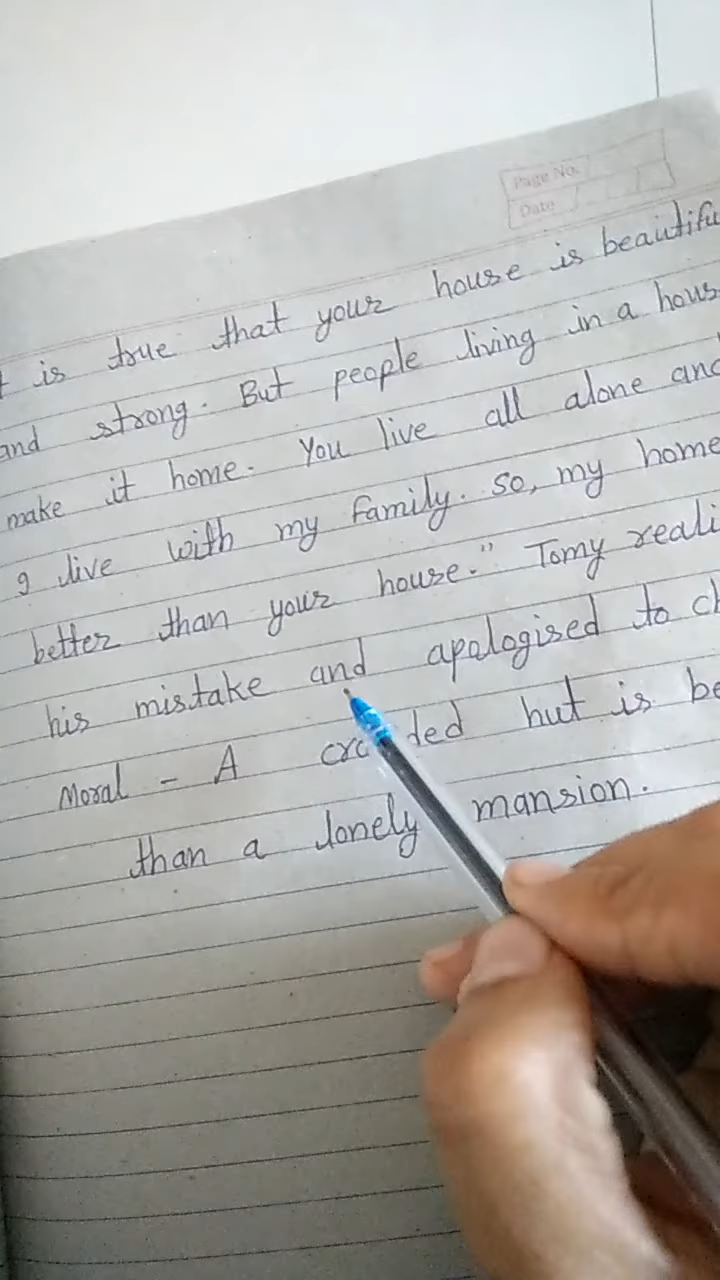 Page No.
Date
is true that your house is beautifu
and strong. But people living in a hous
make it home. You live all alone and
I live with my family. So, my home
better than your house." Tomy reali
his mistake and apologised to ch
Moral - A crowded hut is be
than a lonely mansion.